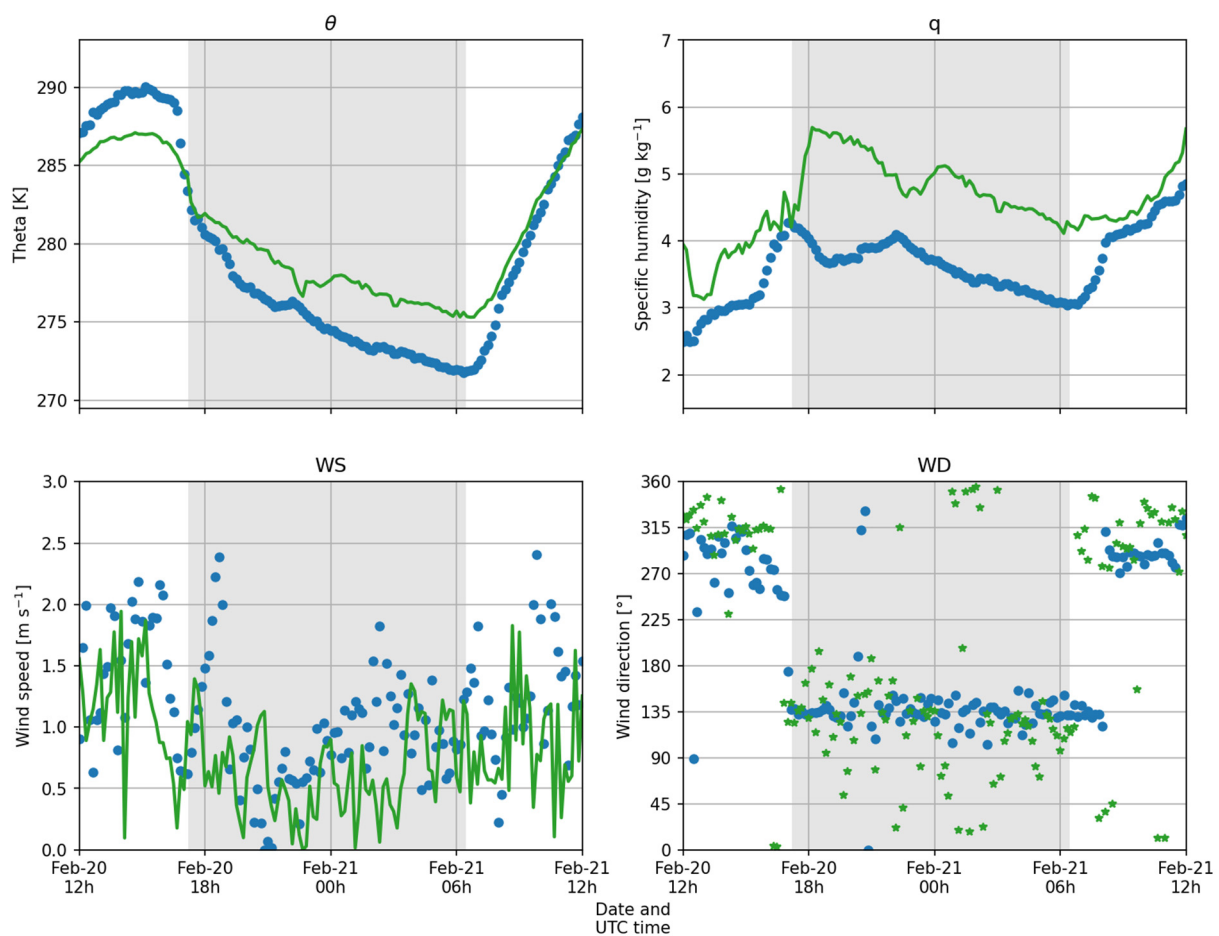 θ
q
290
285
280
275
270
Theta [K]
7
6
5
4
3
2
Specific humidity [g kg⁻¹]
WS
WD
3.0
2.5
2.0
1.5
1.0
0.5
0.0
Wind speed [m s⁻¹]
360
315
270
225
180
135
90
45
0
Wind direction [°]
Feb-20 Feb-20 Feb-21 Feb-21 Feb-21
12h 18h 00h 06h 12h
Feb-20 Feb-20 Feb-21 Feb-21 Feb-21
12h 18h 00h 06h 12h
Date and
UTC time